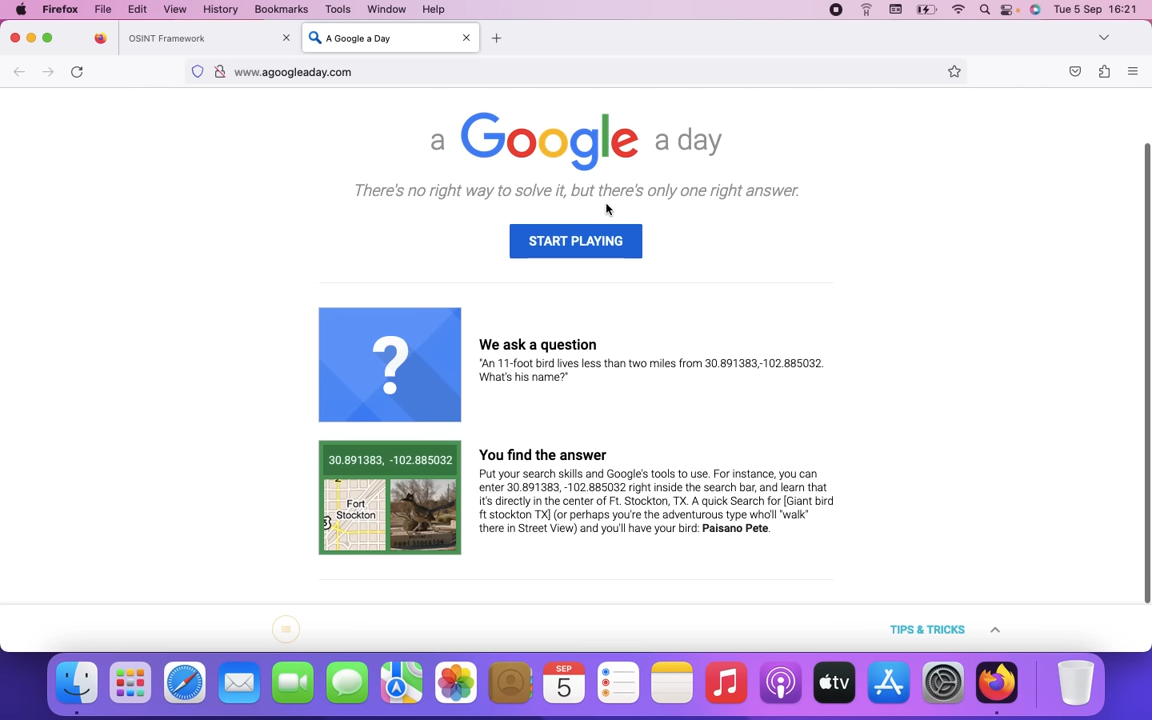 Firefox File Edit View History Bookmarks Tools Window Help Tue 5 Sep 16:21
OSINT Framework
A Google a Day
www.agoogleaday.com
a Google a day
There's no right way to solve it, but there's only one right answer.
START PLAYING
?
We ask a question
"An 11-foot bird lives less than two miles from 30.891383,-102.885032.
What's his name?"
30.891383, -102.885032
Fort
Stockton
You find the answer
Put your search skills and Google's tools to use. For instance, you can
enter 30.891383, -102.885032 right inside the search bar, and learn that
it's directly in the center of Ft. Stockton, TX. A quick Search for [Giant bird
ft stockton TX] (or perhaps you're the adventurous type who'll "walk"
there in Street View) and you'll have your bird: Paisano Pete.
TIPS & TRICKS
SEP
5
tv